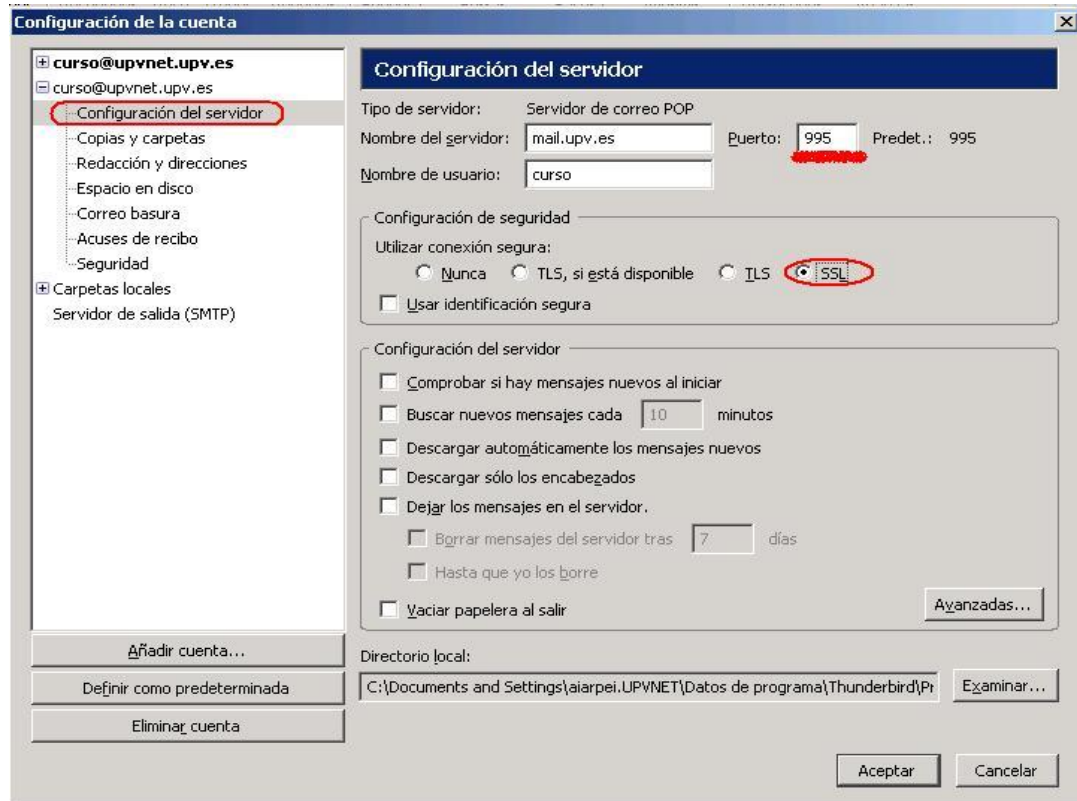 Configuración de la cuenta
curso@upvnet.upv.es
curso@upvnet.upv.es
Configuración del servidor
Copias y carpetas
Redacción y direcciones
Espacio en disco
Correo basura
Acuses de recibo
Seguridad
Carpetas locales
Servidor de salida (SMTP)
Añadir cuenta...
Definir como predeterminada
Eliminar cuenta
Configuración del servidor
Tipo de servidor: Servidor de correo POP
Nombre del servidor: mail.upv.es Puerto: 995 Predet.: 995
Nombre de usuario: curso
Configuración de seguridad
Utilizar conexión segura:
Nunca TLS, si está disponible TLS SSL
Usar identificación segura
Configuración del servidor
Comprobar si hay mensajes nuevos al iniciar
Buscar nuevos mensajes cada 10 minutos
Descargar automáticamente los mensajes nuevos
Descargar sólo los encabezados
Dejar los mensajes en el servidor.
Borrar mensajes del servidor tras 7 días
Hasta que yo los borre
Vaciar papelera al salir
Avanzadas...
Directorio local:
C:\Documents and Settings\aiarpei.UPVNET\Datos de programa\Thunderbird\Pr Examinar...
Aceptar Cancelar